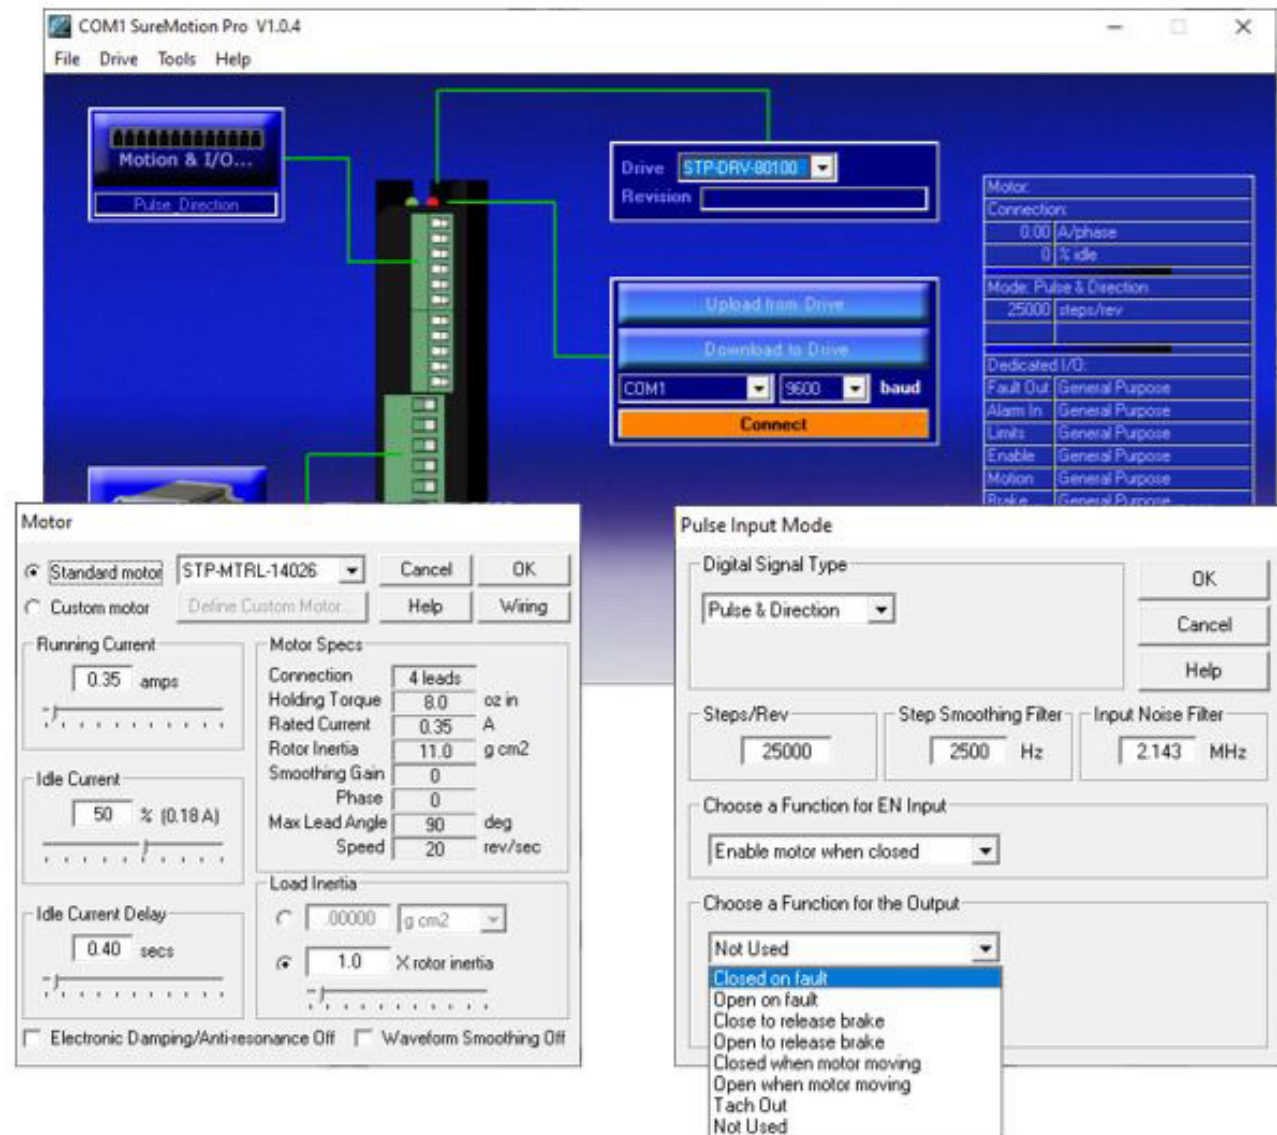 COM1 SureMotion Pro V1.0.4
File Drive Tools Help
Motion & I/O...
Pulse_Direction
Drive STP-DRV-80100
Revision
Upload from Drive
Download to Drive
COM1 9600 baud
Connect
Motor:
Connection:
0.00 A/phase
0 % idle
Mode: Pulse & Direction
25000 steps/rev
Dedicated I/O:
Fault Out General Purpose
Alarm In General Purpose
Limits General Purpose
Enable General Purpose
Motion General Purpose
Brake General Purpose
Motor
Standard motor STP-MTRL-14026 Cancel OK
Custom motor Define Custom Motor... Help Wiring
Running Current
0.35 amps
Idle Current
50 % (0.18 A)
Idle Current Delay
0.40 secs
Motor Specs
Connection 4 leads
Holding Torque 8.0 oz in
Rated Current 0.35 A
Rotor Inertia 11.0 g cm2
Smoothing Gain 0
Phase 0
Max Lead Angle 90 deg
Speed 20 rev/sec
Load Inertia
.00000 g cm2
1.0 X rotor inertia
Electronic Damping/Anti-resonance Off Waveform Smoothing Off
Pulse Input Mode
Digital Signal Type
Pulse & Direction
OK
Cancel
Help
Steps/Rev
25000
Step Smoothing Filter
2500 Hz
Input Noise Filter
2.143 MHz
Choose a Function for EN Input
Enable motor when closed
Choose a Function for the Output
Not Used
Closed on fault
Open on fault
Close to release brake
Open to release brake
Closed when motor moving
Open when motor moving
Tach Out
Not Used